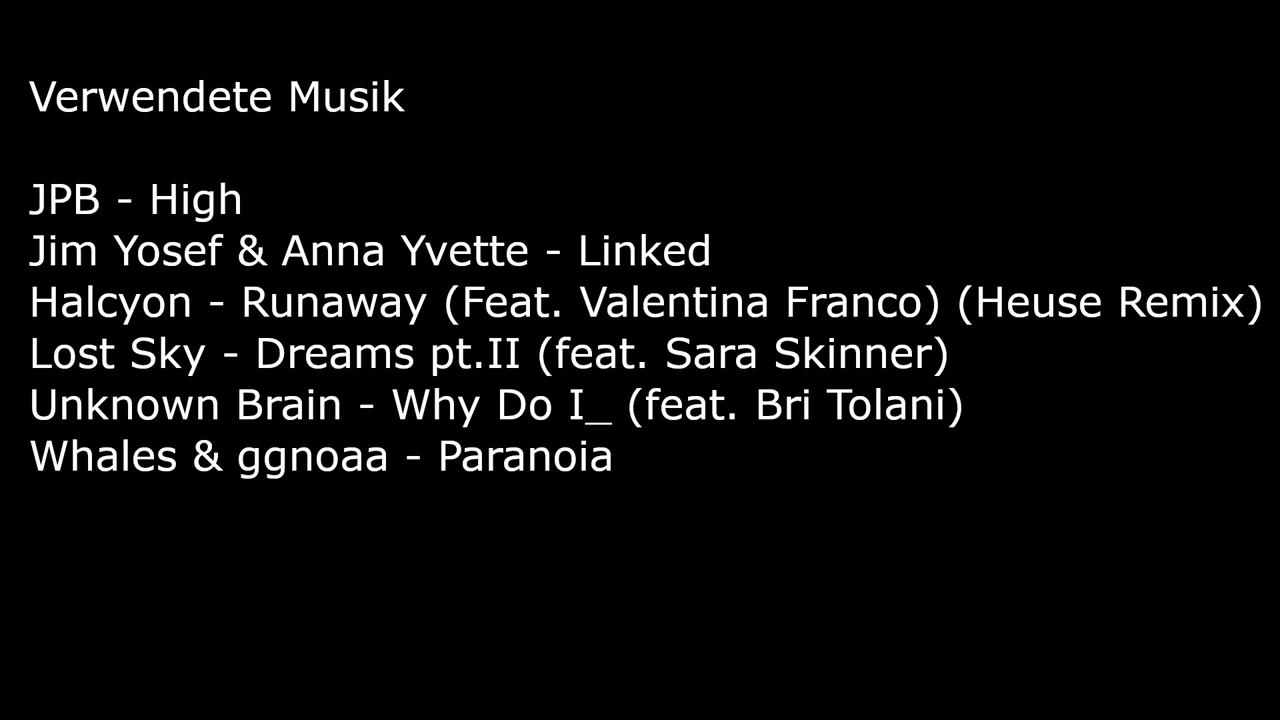 Verwendete Musik
JPB - High
Jim Yosef & Anna Yvette - Linked
Halcyon - Runaway (Feat. Valentina Franco) (Heuse Remix)
Lost Sky - Dreams pt.II (feat. Sara Skinner)
Unknown Brain - Why Do I_ (feat. Bri Tolani)
Whales & ggnoaa - Paranoia